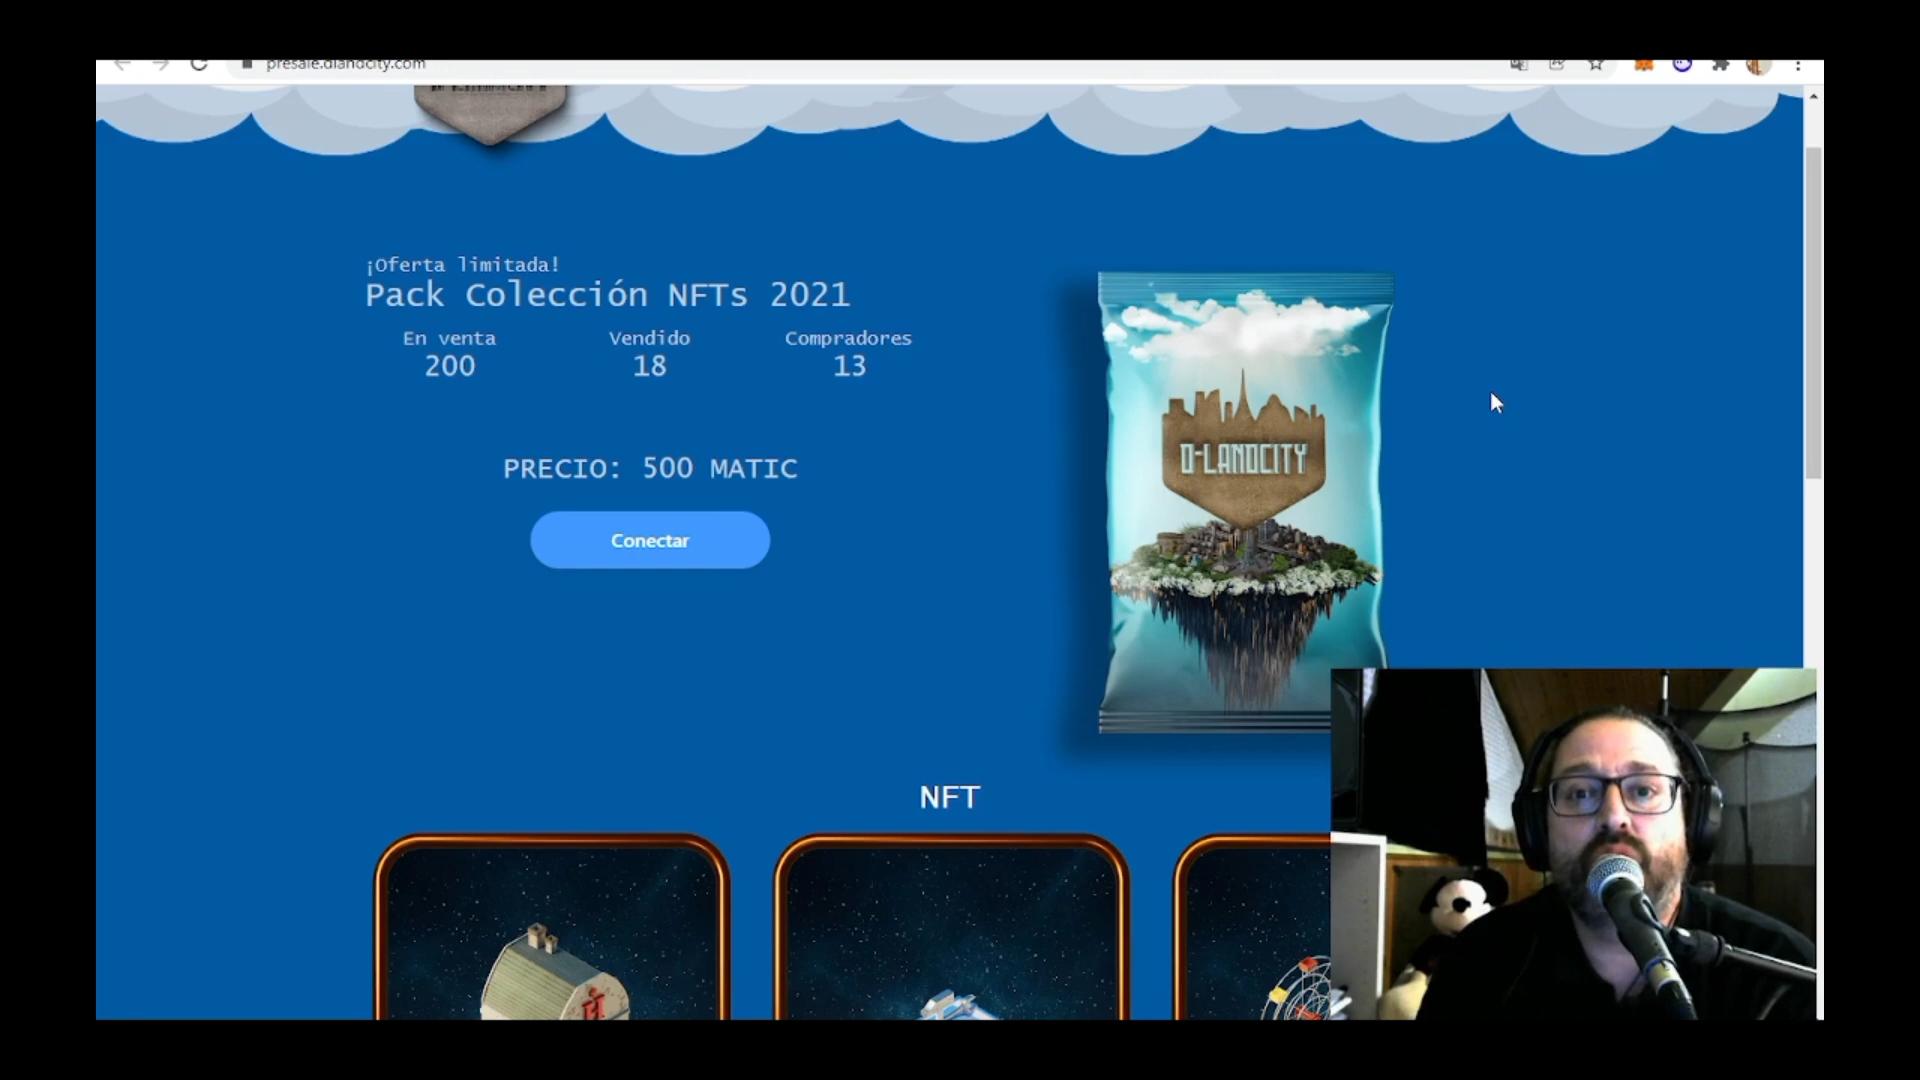 presale.dlandcity.com
¡Oferta limitada!
Pack Colección NFTs 2021
En venta
200
Vendido
18
Compradores
13
PRECIO: 500 MATIC
Conectar
D-LANDCITY
NFT